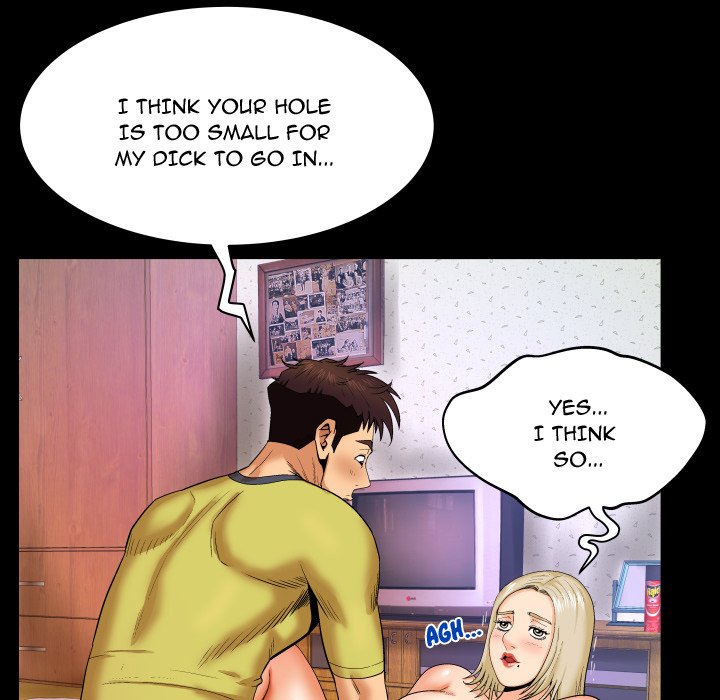 I THINK YOUR HOLE
IS TOO SMALL FOR
MY DICK TO GO IN...
YES...
I THINK
SO...
AGH...